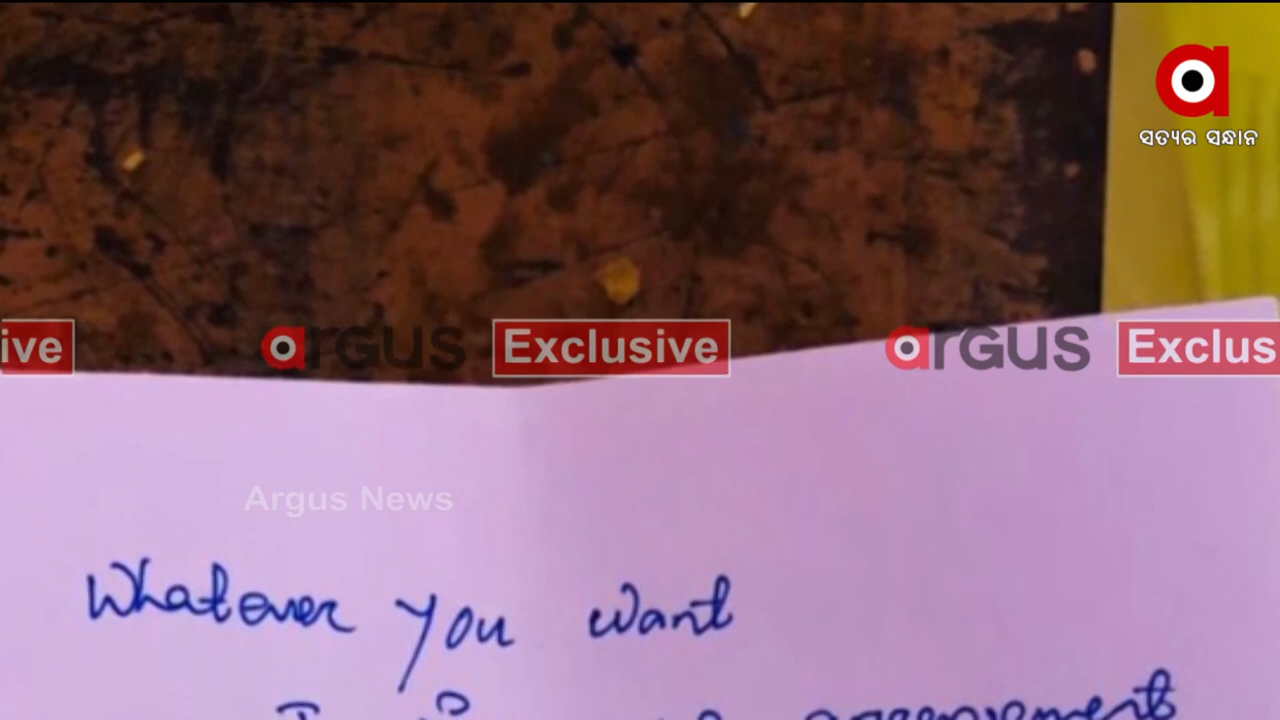 a
ସତ୍ୟର ସନ୍ଧାନ
ive argus Exclusive argus Exclus
Argus News
Whatever you want